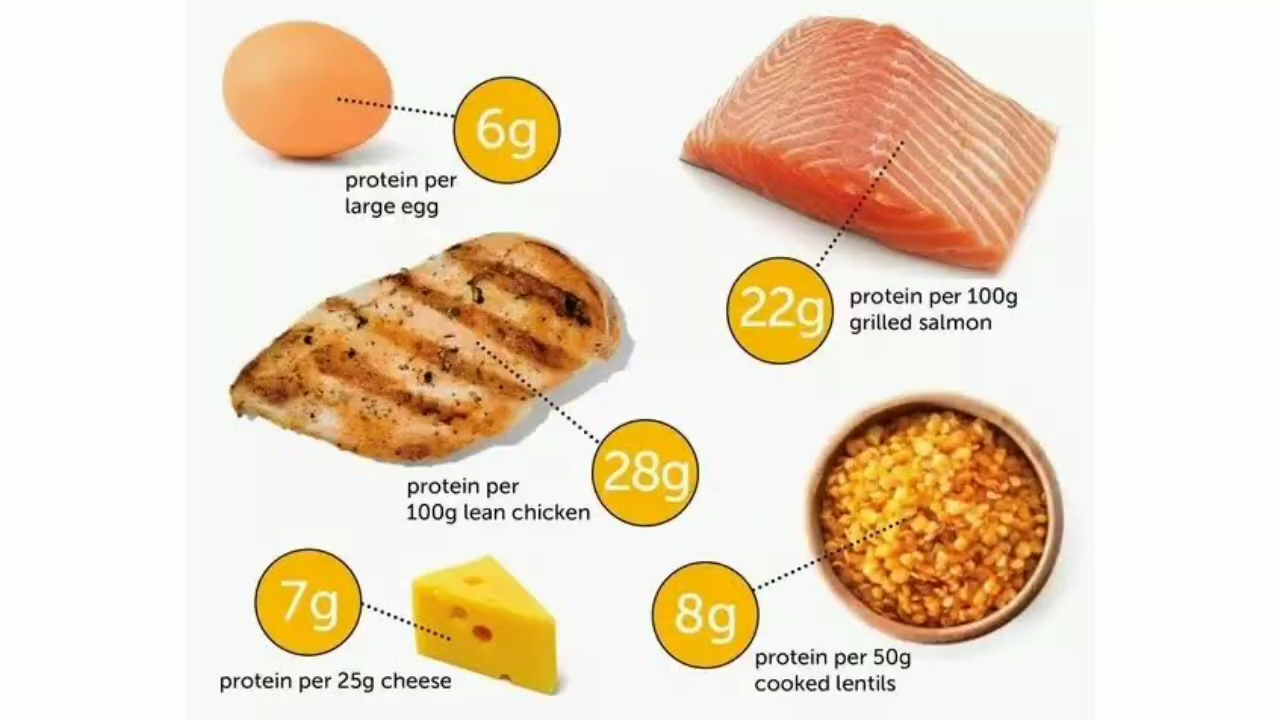 6g
protein per
large egg
22g
protein per 100g
grilled salmon
28g
protein per
100g lean chicken
7g
protein per 25g cheese
8g
protein per 50g
cooked lentils